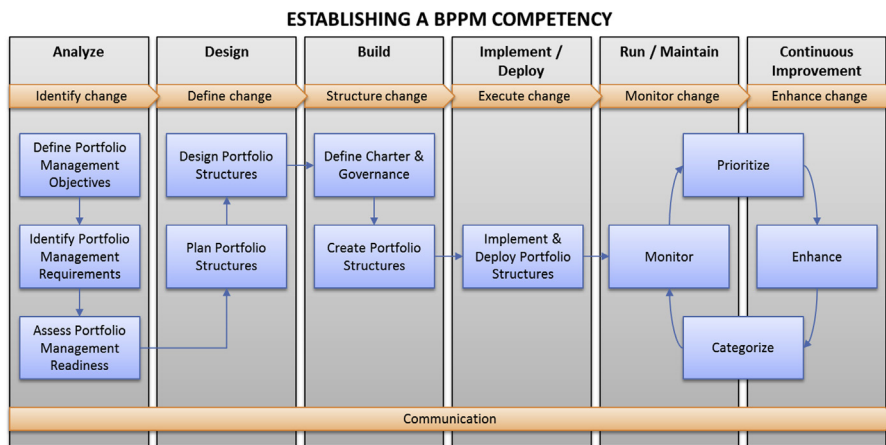 ESTABLISHING A BPPM COMPETENCY
Analyze
Design
Build
Implement /
Deploy
Run / Maintain
Continuous
Improvement
Identify change
Define change
Structure change
Execute change
Monitor change
Enhance change
Define Portfolio
Management
Objectives
Design Portfolio
Structures
Define Charter &
Governance
Prioritize
Identify Portfolio
Management
Requirements
Plan Portfolio
Structures
Create Portfolio
Structures
Implement &
Deploy Portfolio
Structures
Monitor
Enhance
Assess Portfolio
Management
Readiness
Categorize
Communication